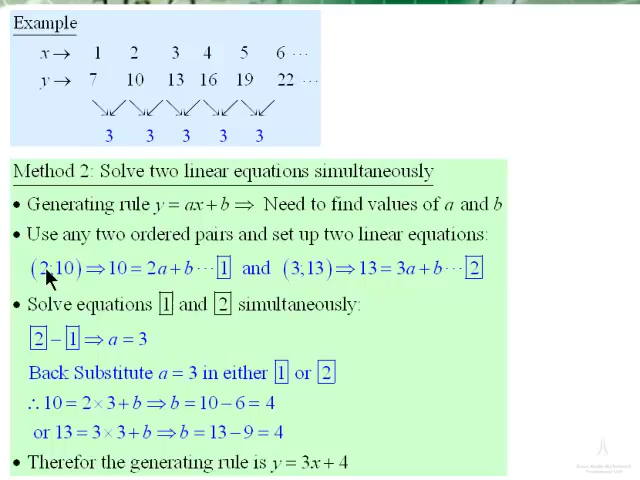 Example
x → 1 2 3 4 5 6 ···
y → 7 10 13 16 19 22 ···
3 3 3 3 3
Method 2: Solve two linear equations simultaneously
• Generating rule y = ax + b ⇒ Need to find values of a and b
• Use any two ordered pairs and set up two linear equations:
(2;10) ⇒ 10 = 2a + b ··· 1 and (3;13) ⇒ 13 = 3a + b ··· 2
• Solve equations 1 and 2 simultaneously:
2 − 1 ⇒ a = 3
Back Substitute a = 3 in either 1 or 2
∴ 10 = 2 × 3 + b ⇒ b = 10 − 6 = 4
or 13 = 3 × 3 + b ⇒ b = 13 − 9 = 4
• Therefor the generating rule is y = 3x + 4